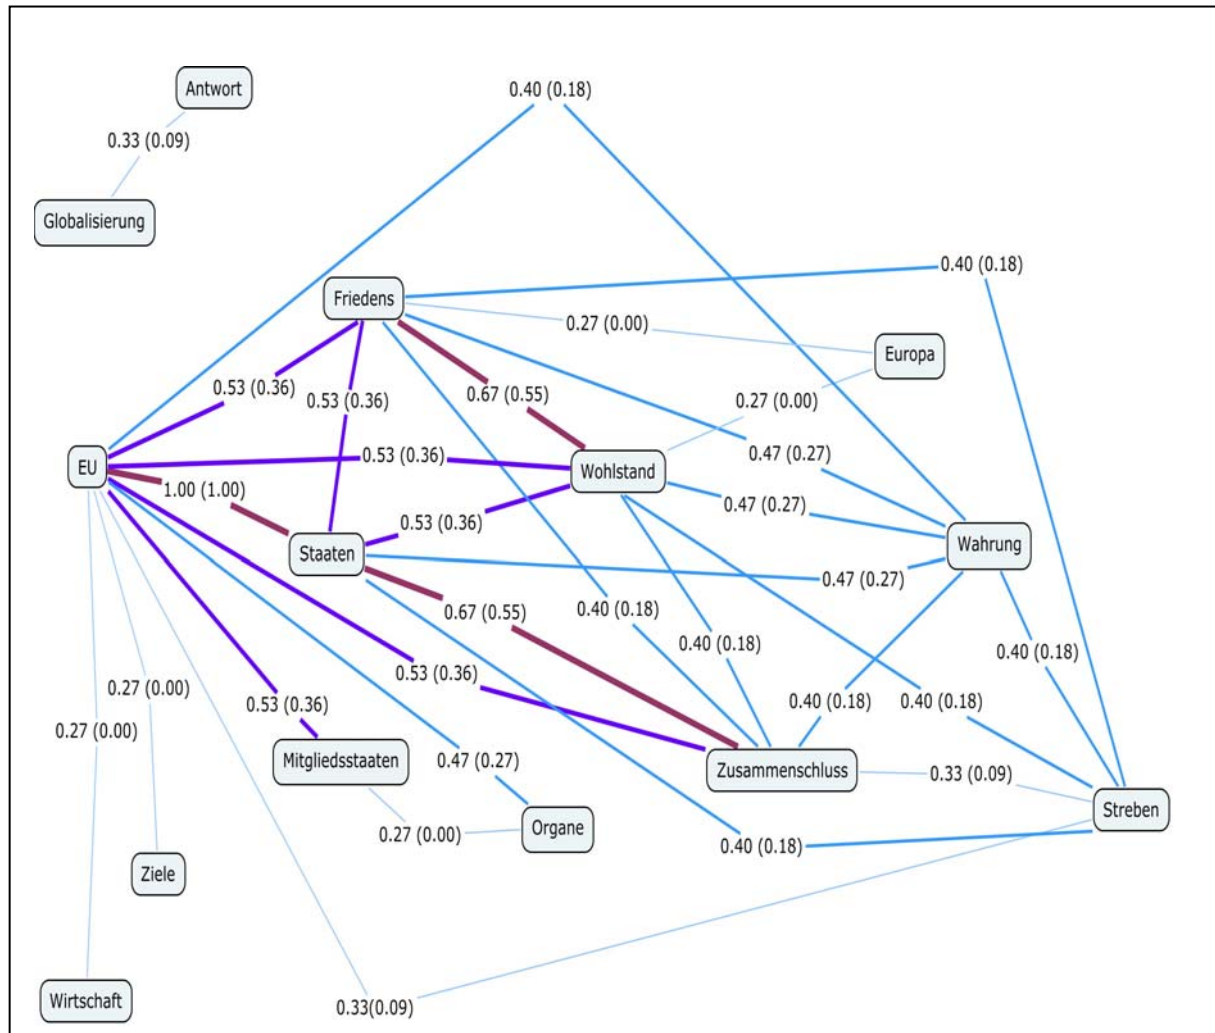 Antwort
0.40 (0.18)
0.33 (0.09)
Globalisierung
0.40 (0.18)
Friedens
0.27 (0.00)
Europa
0.53 (0.36)
0.53 (0.36)
0.67 (0.55)
0.27 (0.00)
EU
0.53 (0.36)
Wohlstand
0.47 (0.27)
1.00 (1.00)
0.47 (0.27)
0.53 (0.36)
Staaten
Wahrung
0.47 (0.27)
0.67 (0.55)
0.40 (0.18)
0.40 (0.18)
0.40 (0.18)
0.53 (0.36)
0.27 (0.00)
0.53 (0.36)
0.40 (0.18)
0.40 (0.18)
0.27 (0.00)
Mitgliedsstaaten
0.47 (0.27)
Zusammenschluss
0.33 (0.09)
Streben
0.27 (0.00)
Organe
0.40 (0.18)
Ziele
Wirtschaft
0.33(0.09)